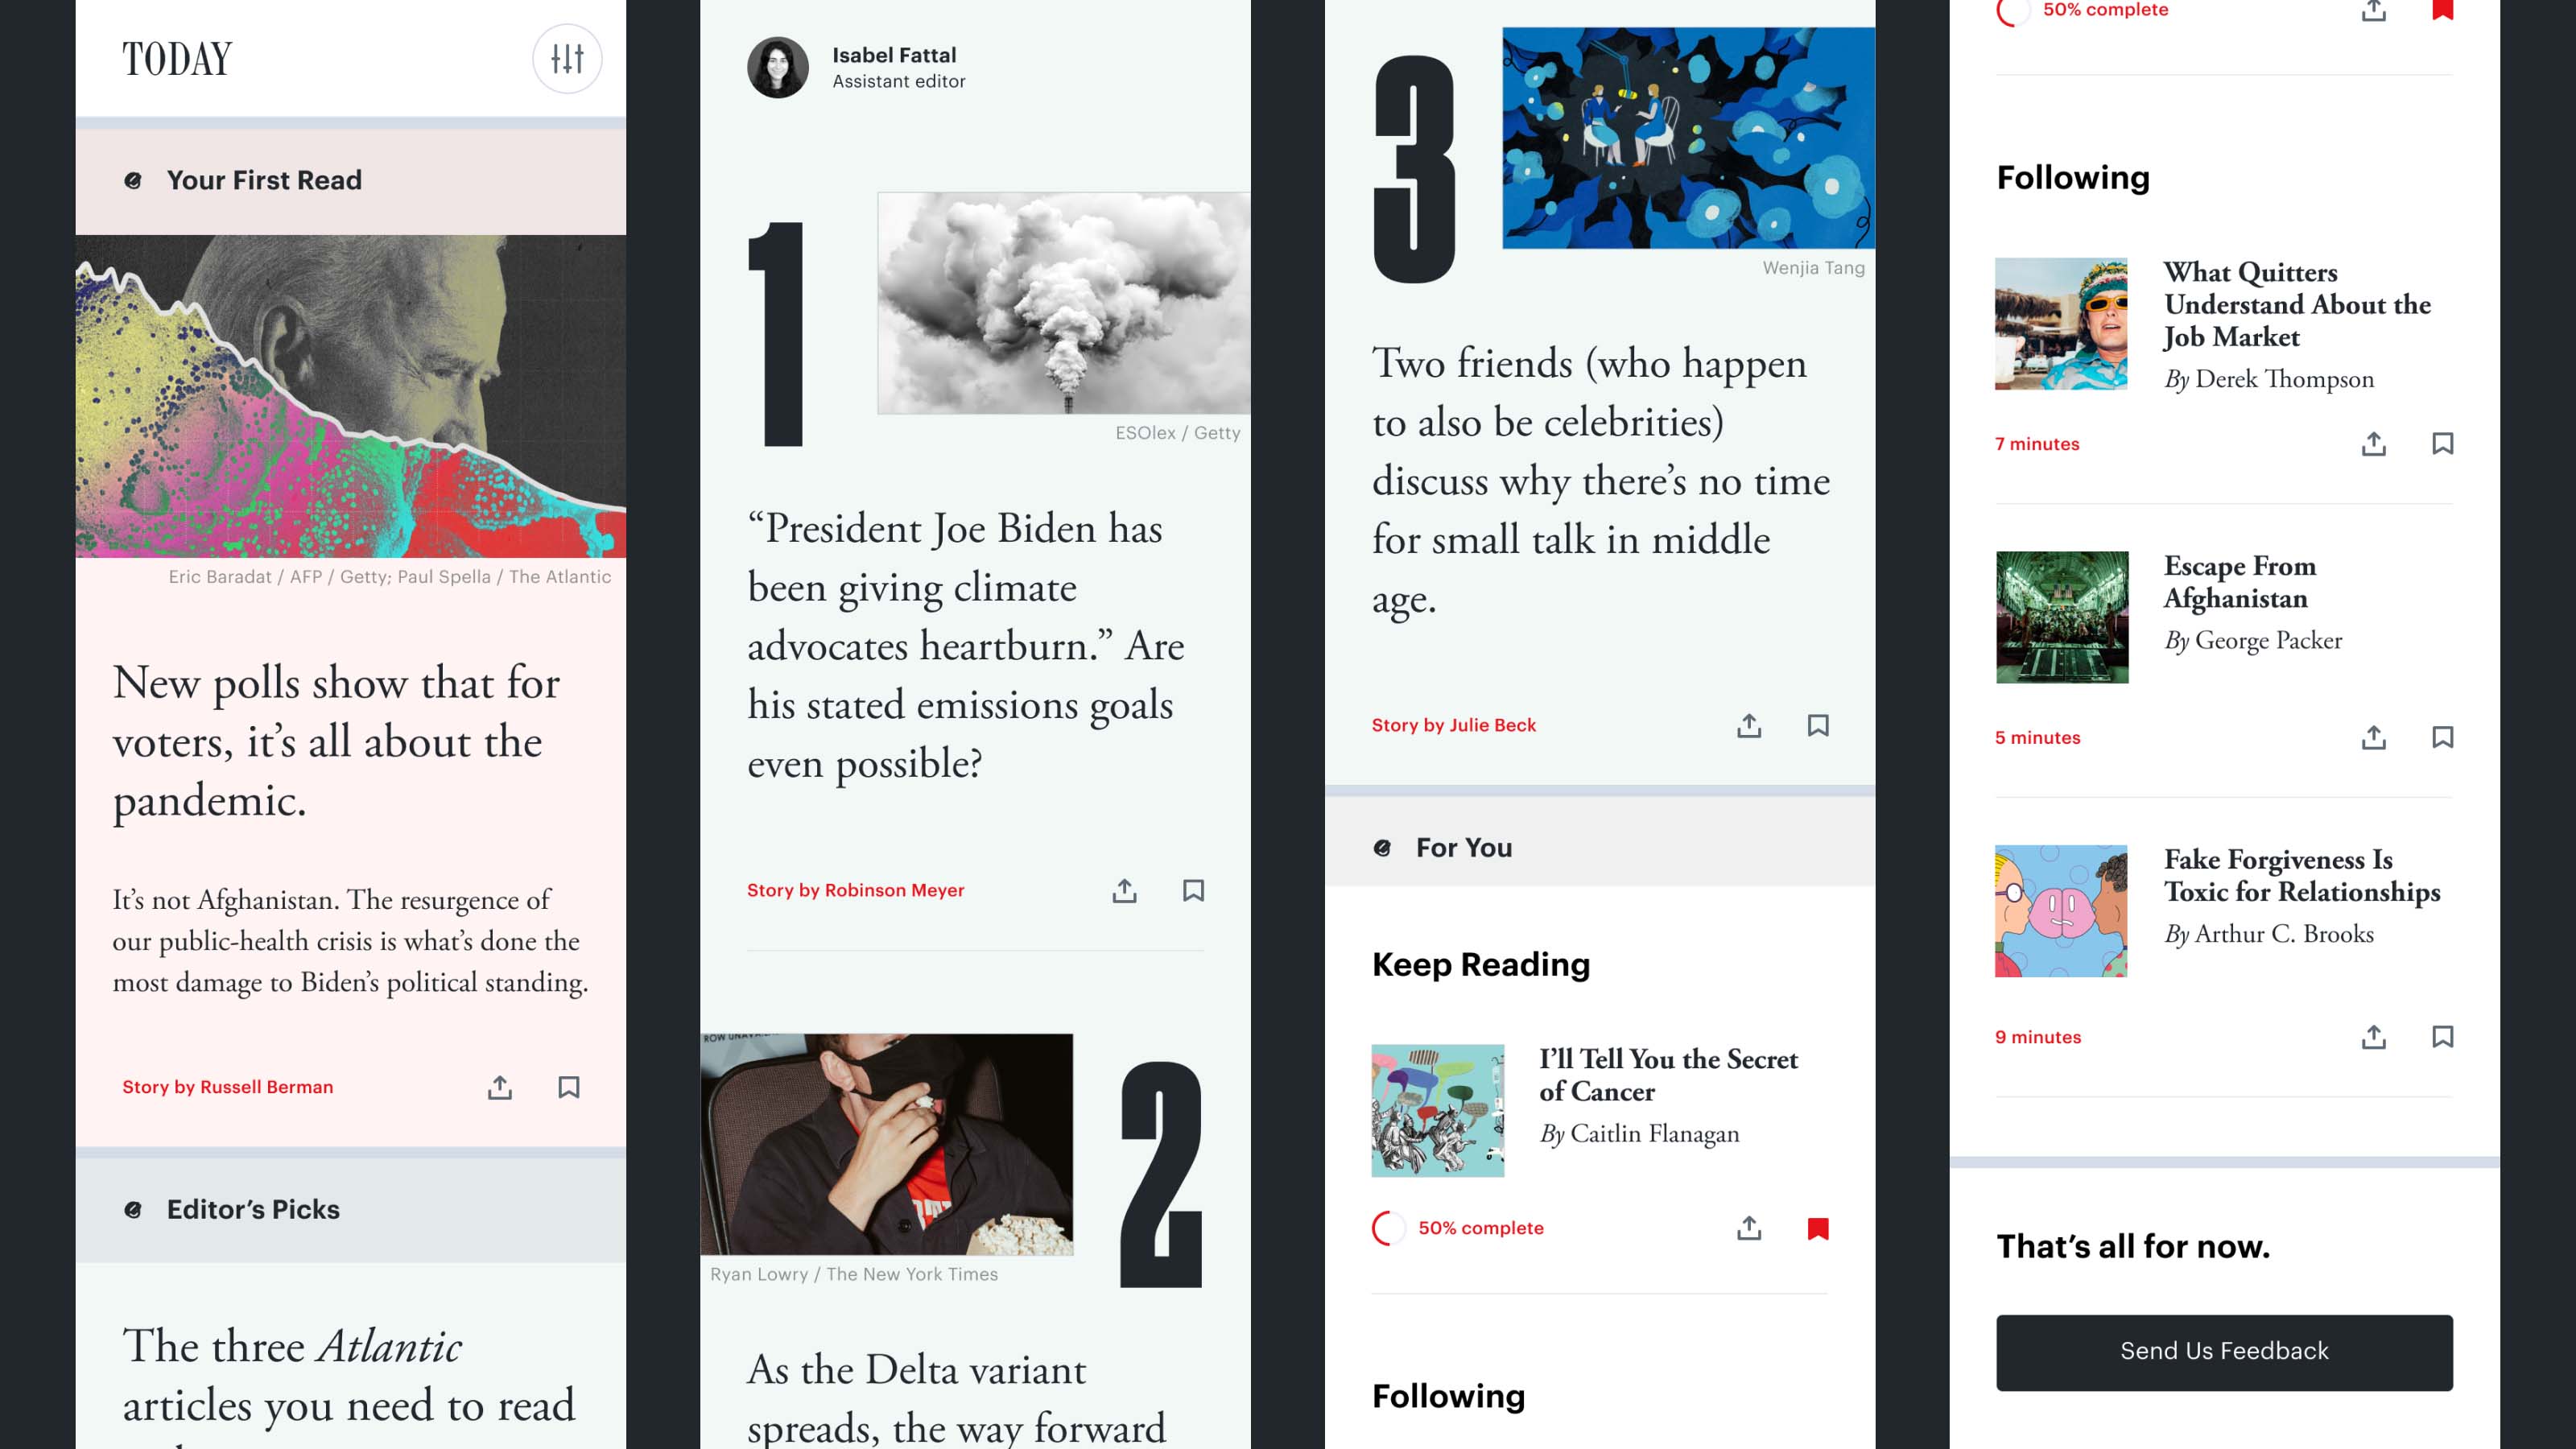 TODAY
Your First Read
Eric Baradat / AFP / Getty; Paul Spella / The Atlantic
New polls show that for
voters, it’s all about the
pandemic.
It’s not Afghanistan. The resurgence of
our public-health crisis is what’s done the
most damage to Biden’s political standing.
Story by Russell Berman
Editor’s Picks
The three Atlantic
articles you need to read
Isabel Fattal
Assistant editor
1
ESOlex / Getty
“President Joe Biden has
been giving climate
advocates heartburn.” Are
his stated emissions goals
even possible?
Story by Robinson Meyer
2
Ryan Lowry / The New York Times
As the Delta variant
spreads, the way forward
3
Wenjia Tang
Two friends (who happen
to also be celebrities)
discuss why there’s no time
for small talk in middle
age.
Story by Julie Beck
For You
Keep Reading
I’ll Tell You the Secret
of Cancer
By Caitlin Flanagan
50% complete
Following
50% complete
Following
What Quitters
Understand About the
Job Market
By Derek Thompson
7 minutes
Escape From
Afghanistan
By George Packer
5 minutes
Fake Forgiveness Is
Toxic for Relationships
By Arthur C. Brooks
9 minutes
That’s all for now.
Send Us Feedback